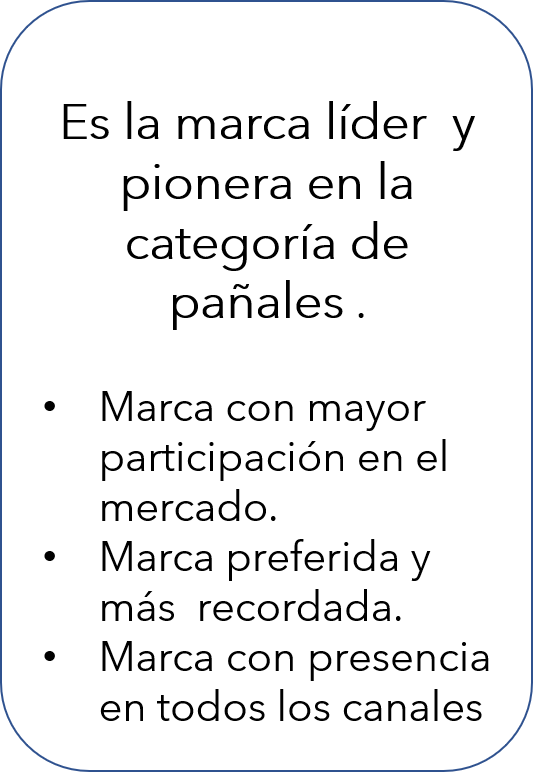 Es la marca líder  y
pionera en la
categoría de
pañales .
• Marca con mayor
participación en el
mercado.
• Marca preferida y
más  recordada.
• Marca con presencia
en todos los canales